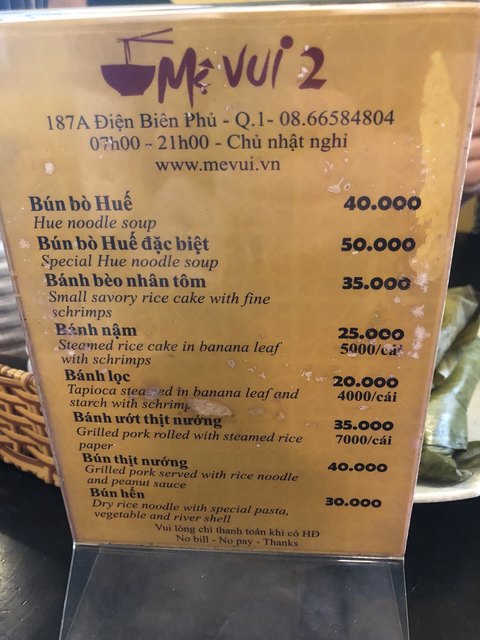 Mệ VUI 2
187A Điện Biên Phủ - Q.1- 08.66584804
07h00 ~ 21h00 - Chủ nhật nghỉ
www.mevui.vn
Bún bò Huế 40.000
Hue noodle soup
Bún bò Huế đặc biệt 50.000
Special Hue noodle soup
Bánh bèo nhân tôm 35.000
Small savory rice cake with fine
schrimps
Bánh nậm 25.000
Steamed rice cake in banana leaf 5000/cái
with schrimps
Bánh lọc 20.000
Tapioca steamed in banana leaf and 4000/cái
starch with schrimp
Bánh ướt thịt nướng 35.000
Grilled pork rolled with steamed rice 7000/cái
paper
Bún thịt nướng 40.000
Grilled pork served with rice noodle
and peanut sauce
Bún hến 30.000
Dry rice noodle with special pasta,
vegetable and river shell
Vui lòng chỉ thanh toán khi có HĐ
No bill - No pay - Thanks